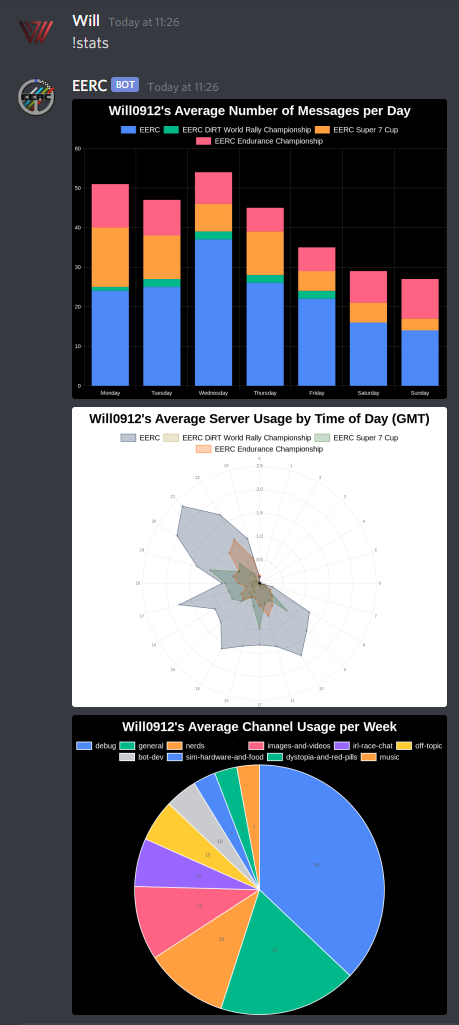 Will Today at 11:26
!stats
EERC BOT Today at 11:26
Will0912's Average Number of Messages per Day
EERC EERC DiRT World Rally Championship EERC Super 7 Cup
EERC Endurance Championship
60
50
40
30
20
10
0
Monday Tuesday Wednesday Thursday Friday Saturday Sunday
Will0912's Average Server Usage by Time of Day (GMT)
EERC EERC DiRT World Rally Championship EERC Super 7 Cup
EERC Endurance Championship
0
23 2.5 1
22 2.0 2
21 1.5 3
20 1.0 4
19 0.5 5
18 6
17 7
16 8
15 9
14 10
13 11
12
Will0912's Average Channel Usage per Week
debug general nerds images-and-videos irl-race-chat off-topic
bot-dev sim-hardware-and-food dystopia-and-red-pills music